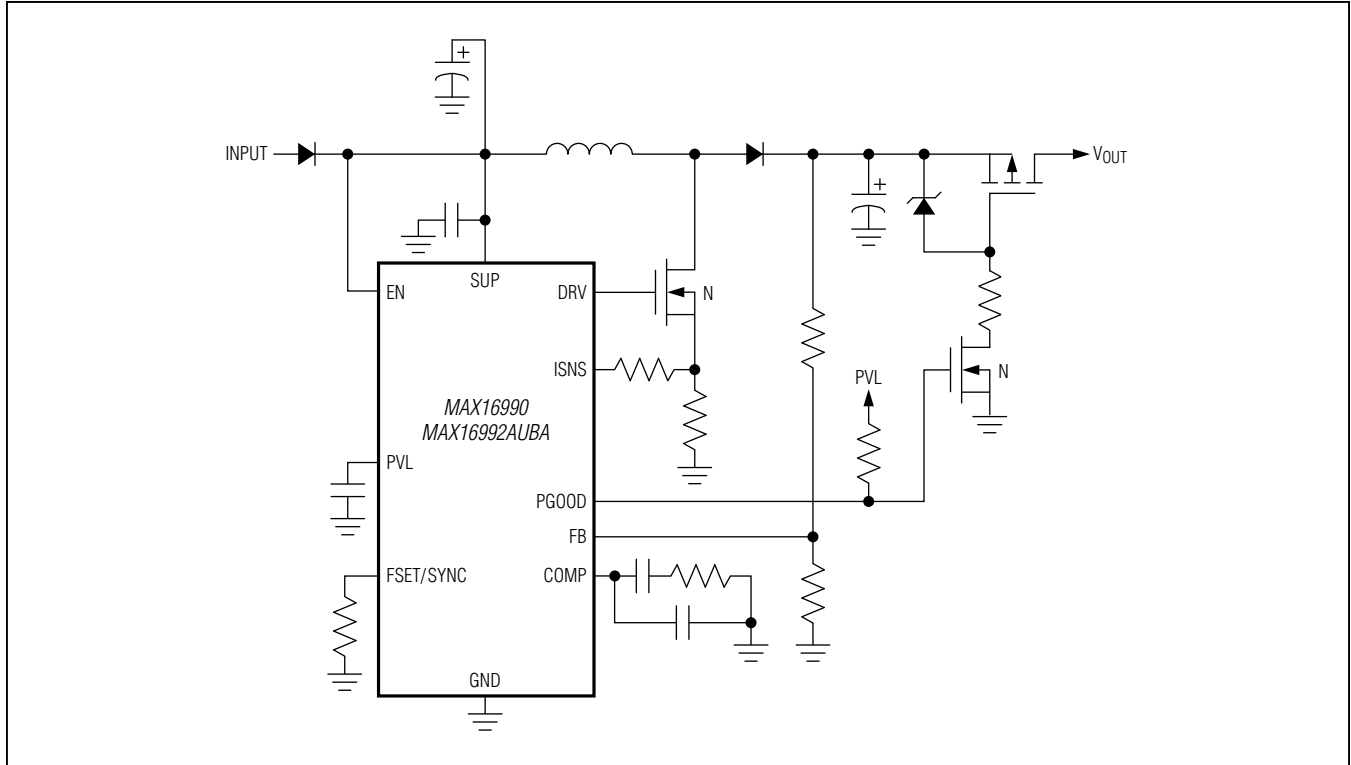 INPUT
VOUT
EN
SUP
DRV
N
ISNS
PVL
N
MAX16990
MAX16992AUBA
PVL
PGOOD
FB
FSET/SYNC
COMP
GND
+
+